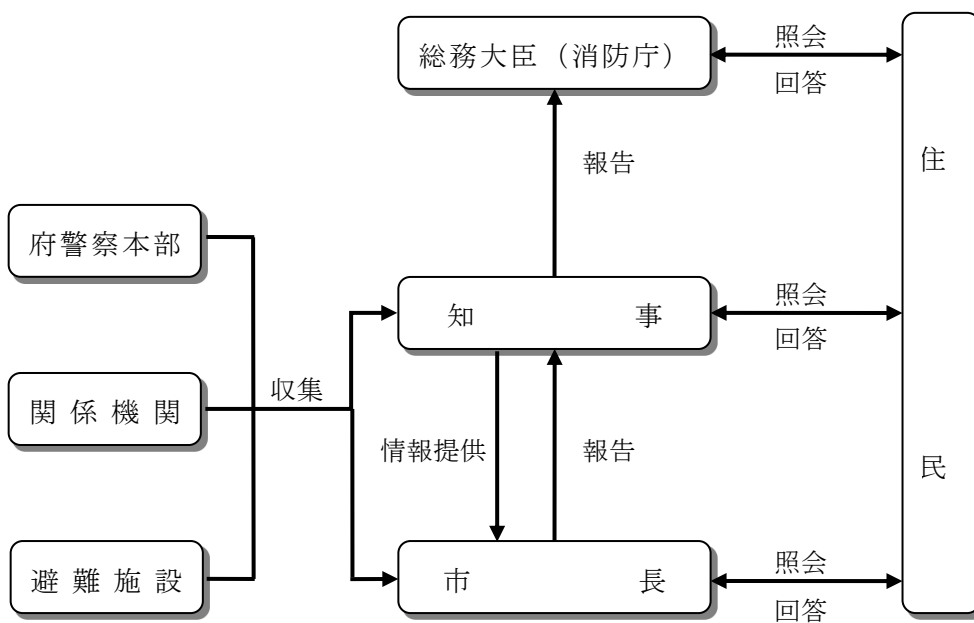 総務大臣（消防庁）
照会
回答
住民
報告
府警察本部
知事
照会
回答
関係機関
収集
情報提供
報告
避難施設
市長
照会
回答